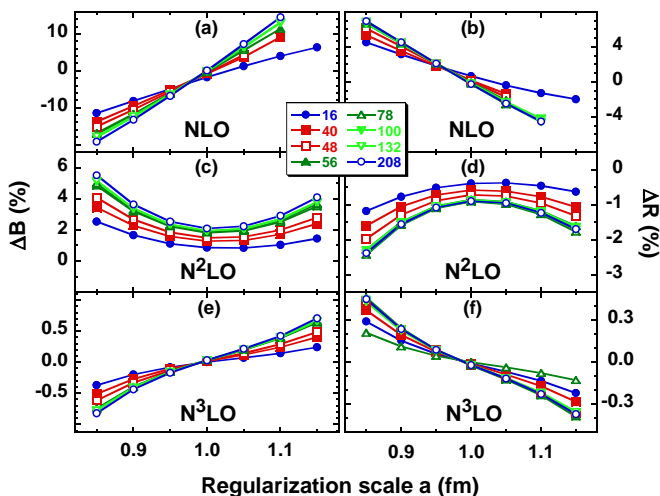 (a)
(b)
10
0
-10
NLO
NLO
4
0
-4
16
40
48
56
78
100
132
208
(c)
(d)
6
4
2
0
N²LO
N²LO
0
-1
-2
-3
ΔB (%)
ΔR (%)
(e)
(f)
0.5
0.0
-0.5
N³LO
N³LO
0.3
0.0
-0.3
0.9 1.0 1.1 0.9 1.0 1.1
Regularization scale a (fm)